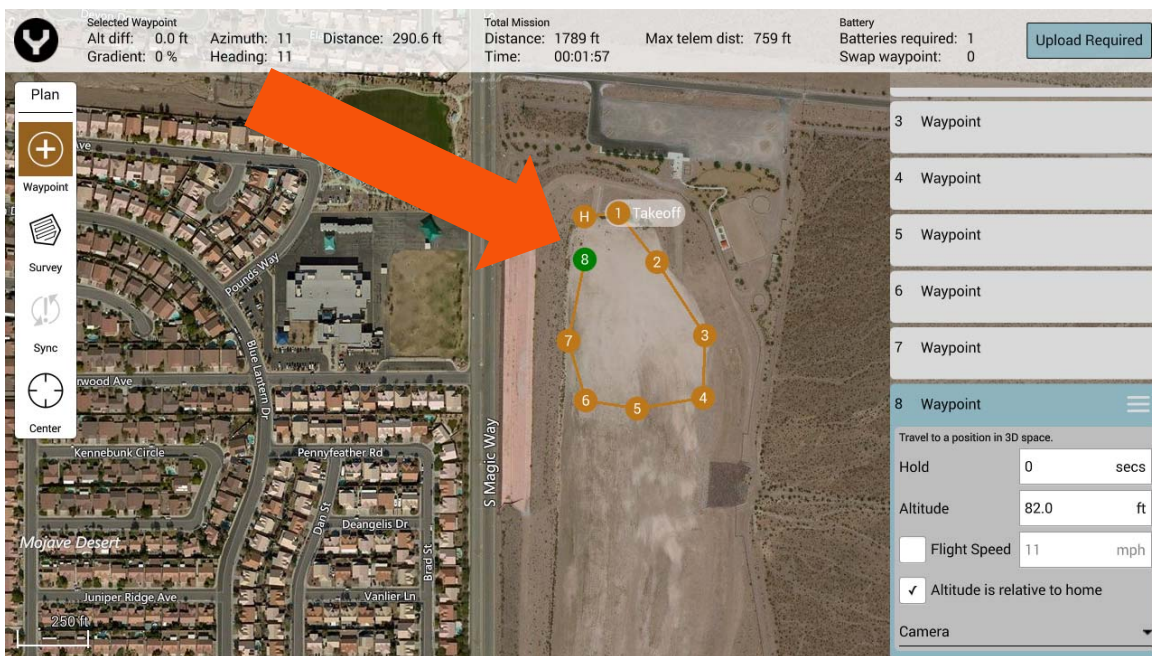 Selected Waypoint
Alt diff: 0.0 ft Azimuth: 11 Distance: 290.6 ft
Gradient: 0 % Heading: 11
Total Mission
Distance: 1789 ft Max telem dist: 759 ft
Time: 00:01:57
Battery
Batteries required: 1
Swap waypoint: 0
Upload Required
Plan
Waypoint
Survey
Sync
Center
Pounds Way
Blue Lantern Dr
rwood Ave
Kennebunk Circle
Pennyfeather Rd
S Magic Way
Dan St
Deangelis Dr
Brad St
Mojave Desert
Juniper Ridge Ave
Vanlier Ln
250 ft
H
1 Takeoff
2
3
4
5
6
7
8
3 Waypoint
4 Waypoint
5 Waypoint
6 Waypoint
7 Waypoint
8 Waypoint
Travel to a position in 3D space.
Hold 0 secs
Altitude 82.0 ft
Flight Speed 11 mph
✓ Altitude is relative to home
Camera